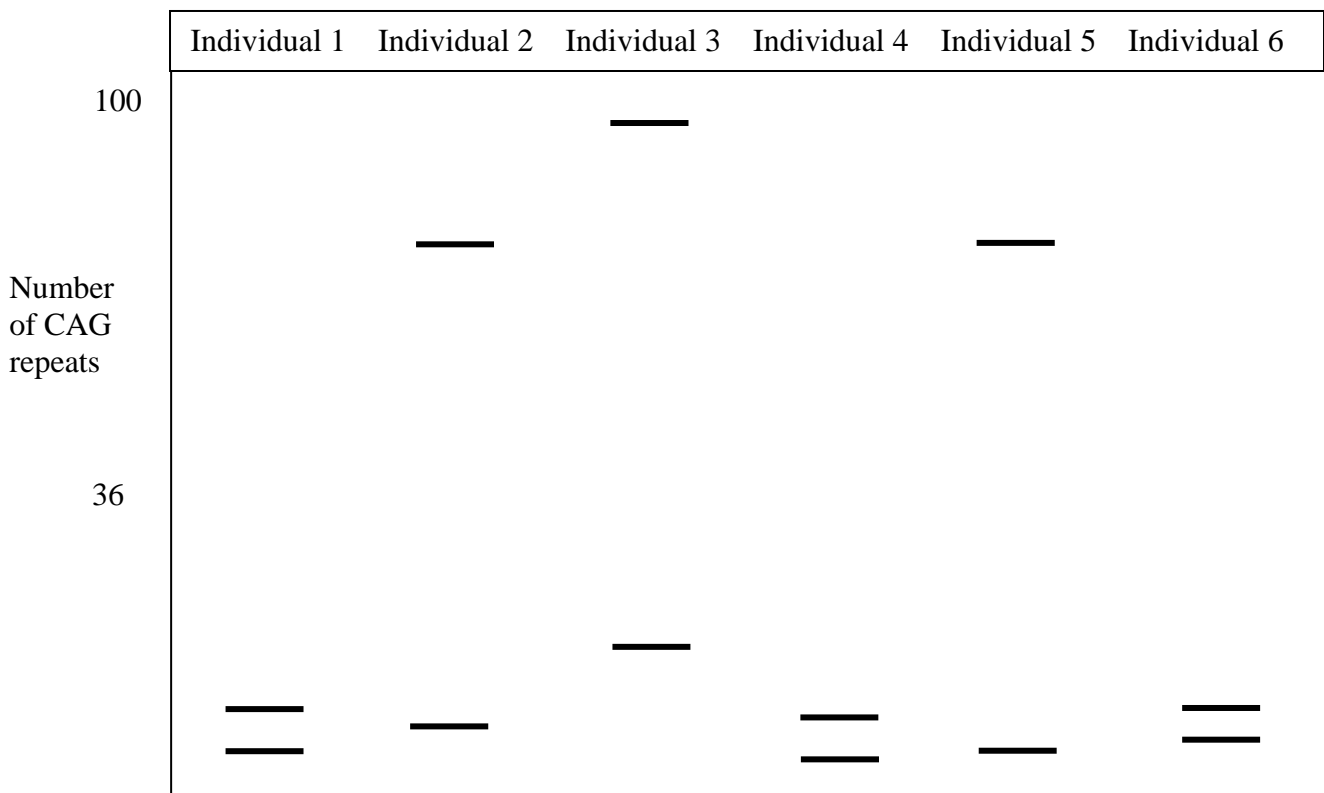 Individual 1 Individual 2 Individual 3 Individual 4 Individual 5 Individual 6
100
Number
of CAG
repeats
36